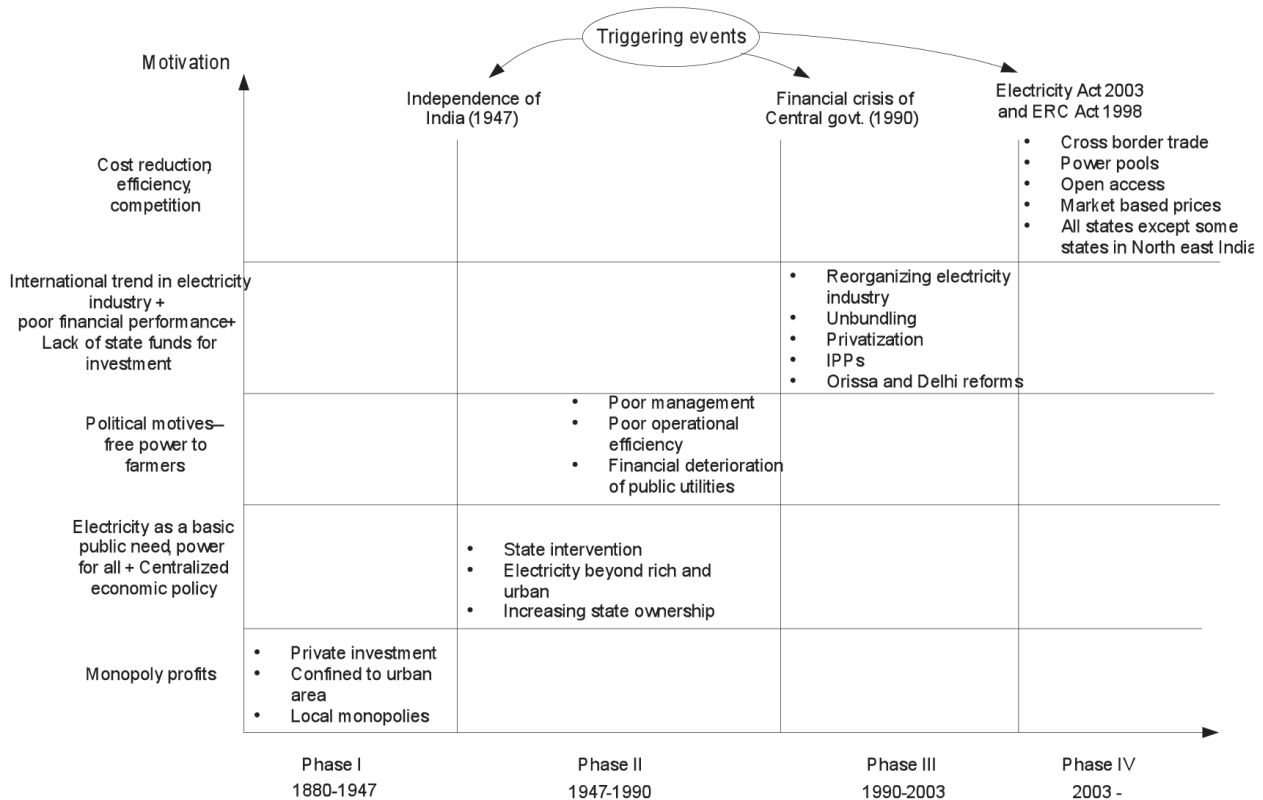 Triggering events
Motivation
Independence of
India (1947)
Financial crisis of
Central govt. (1990)
Electricity Act 2003
and ERC Act 1998
Cost reduction,
efficiency,
competition
• Cross border trade
• Power pools
• Open access
• Market based prices
• All states except some
states in North east India
International trend in electricity
industry +
poor financial performance+
Lack of state funds for
investment
• Reorganizing electricity
industry
• Unbundling
• Privatization
• IPPs
• Orissa and Delhi reforms
Political motives—
free power to
farmers
• Poor management
• Poor operational
efficiency
• Financial deterioration
of public utilities
Electricity as a basic
public need, power
for all + Centralized
economic policy
• State intervention
• Electricity beyond rich and
urban
• Increasing state ownership
Monopoly profits
• Private investment
• Confined to urban
area
• Local monopolies
Phase I
1880-1947
Phase II
1947-1990
Phase III
1990-2003
Phase IV
2003 -